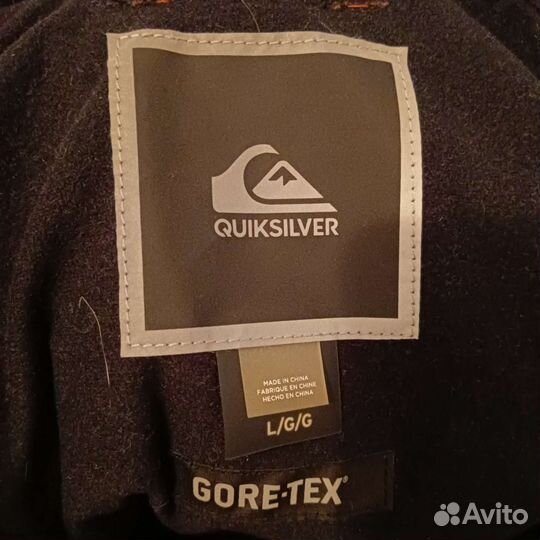 QUIKSILVER
MADE IN CHINA
FABRIQUÉ EN CHINE
HECHO EN CHINA
L/G/G
GORE-TEX®
Avito